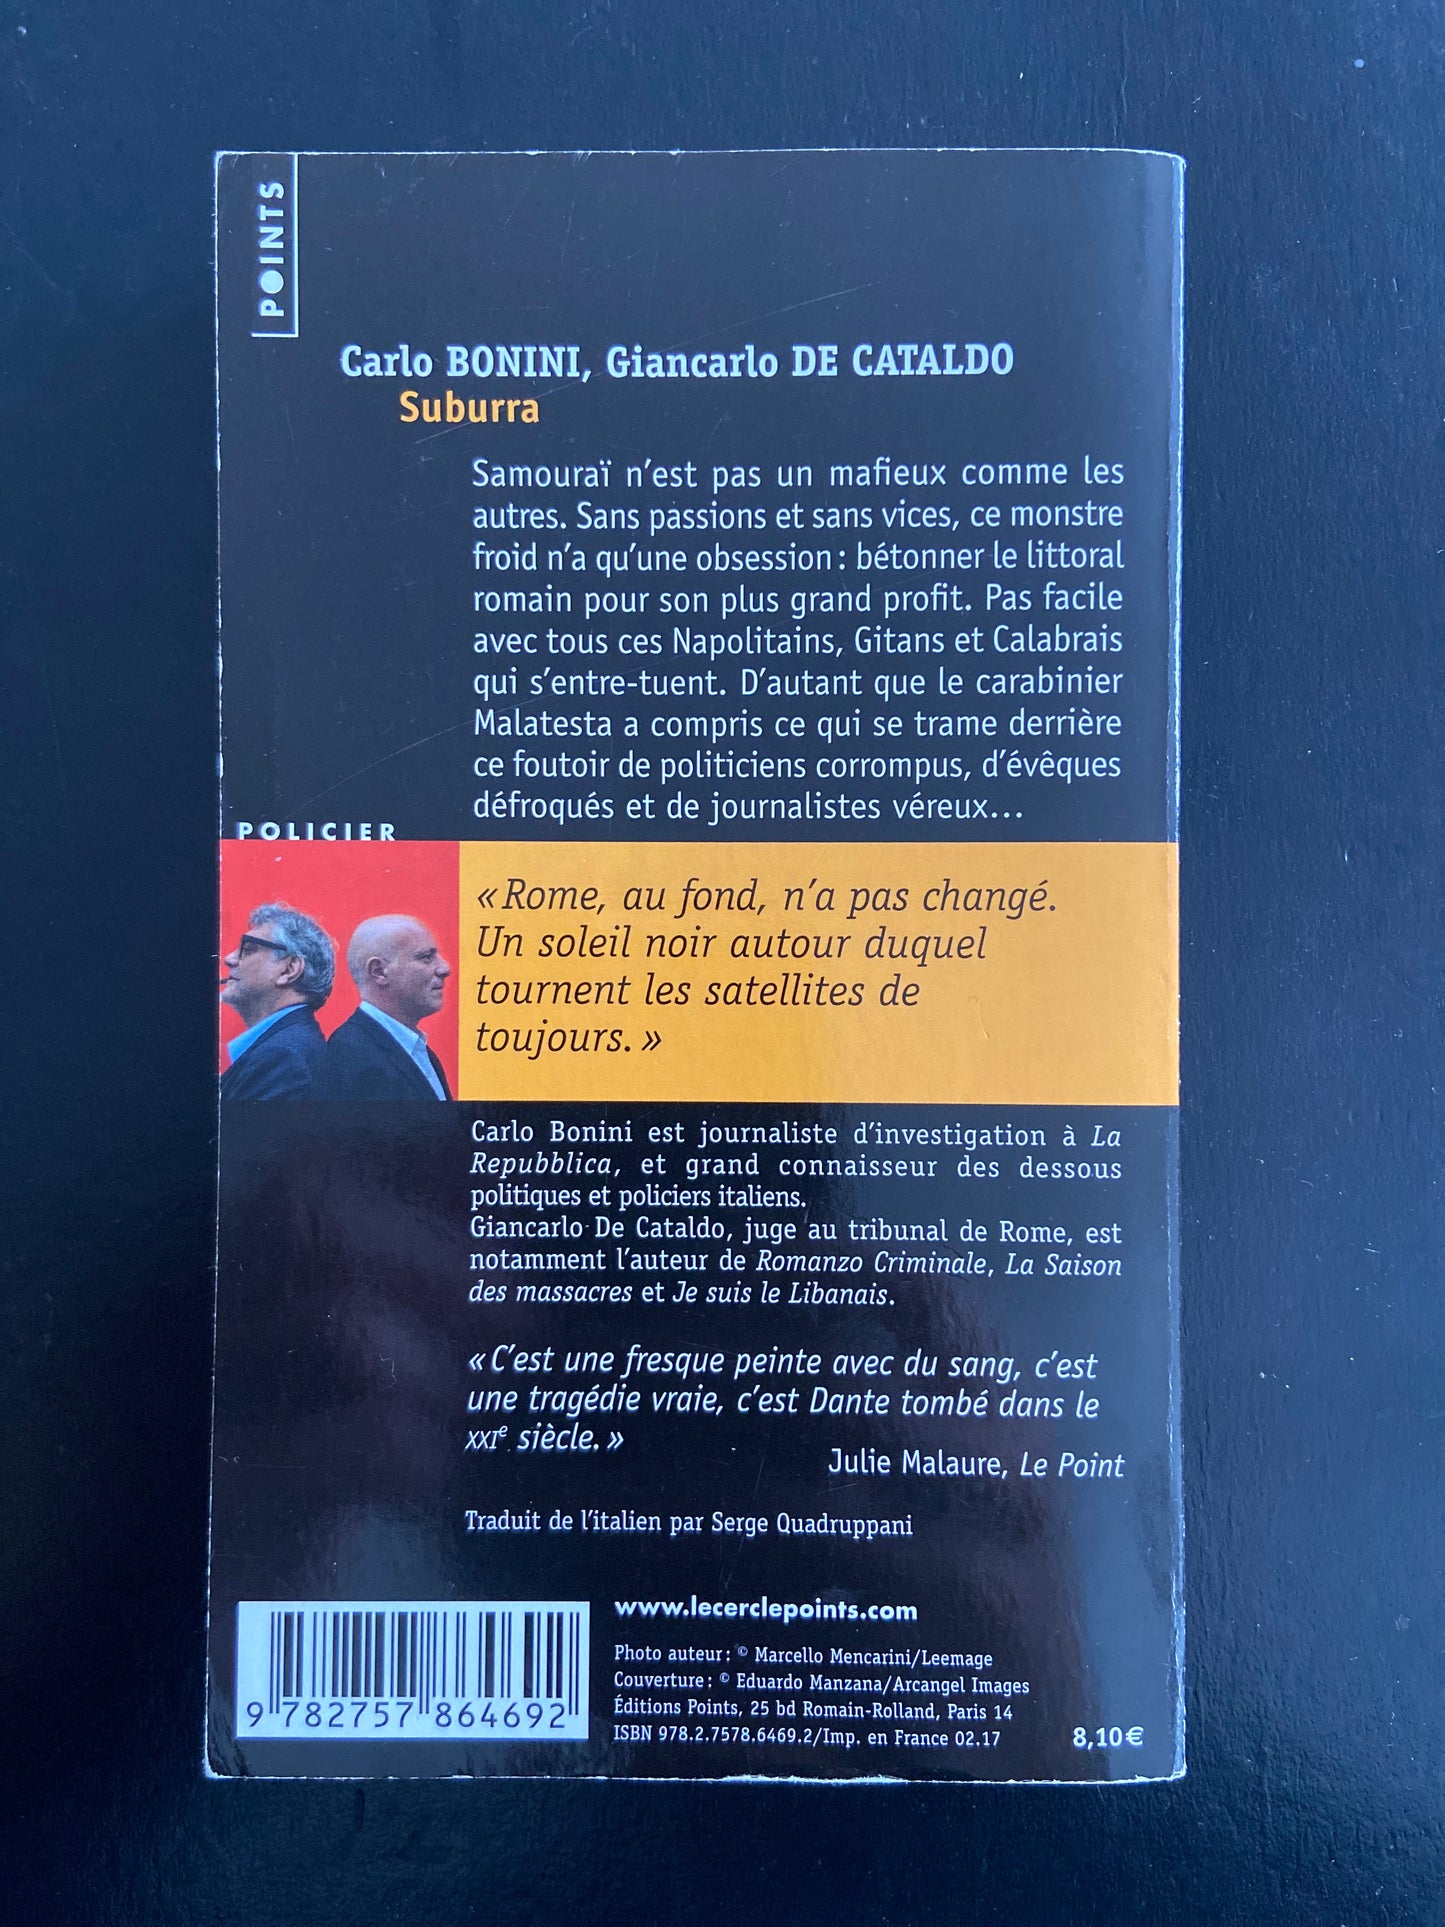 POINTS
Carlo BONINI, Giancarlo DE CATALDO
Suburra
Samouraï n'est pas un mafieux comme les
autres. Sans passions et sans vices, ce monstre
froid n'a qu'une obsession : bétonner le littoral
romain pour son plus grand profit. Pas facile
avec tous ces Napolitains, Gitans et Calabrais
qui s'entre-tuent. D'autant que le carabinier
Malatesta a compris ce qui se trame derrière
ce foutoir de politiciens corrompus, d'évêques
défroqués et de journalistes véreux...
POLICIER
« Rome, au fond, n'a pas changé.
Un soleil noir autour duquel
tournent les satellites de
toujours. »
Carlo Bonini est journaliste d'investigation à La
Repubblica, et grand connaisseur des dessous
politiques et policiers italiens.
Giancarlo De Cataldo, juge au tribunal de Rome, est
notamment l'auteur de Romanzo Criminale, La Saison
des massacres et Je suis le Libanais.
« C'est une fresque peinte avec du sang, c'est
une tragédie vraie, c'est Dante tombé dans le
XXIe siècle. »
Julie Malaure, Le Point
Traduit de l'italien par Serge Quadruppani
www.lecerclepoints.com
Photo auteur : © Marcello Mencarini/Leemage
Couverture : © Eduardo Manzana/Arcangel Images
Éditions Points, 25 bd Romain-Rolland, Paris 14
ISBN 978.2.7578.6469.2/Imp. en France 02.17
8,10€
9 782757 864692